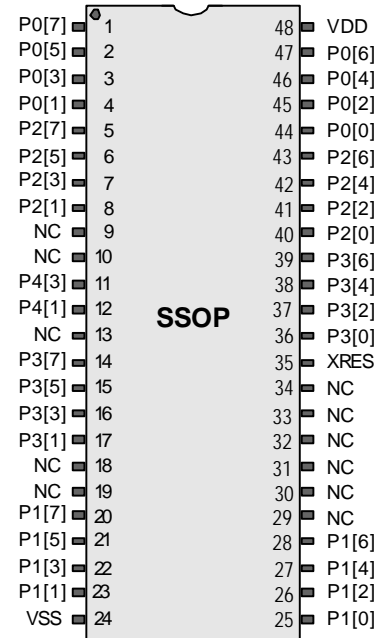 P0[7] 1 48 VDD
P0[5] 2 47 P0[6]
P0[3] 3 46 P0[4]
P0[1] 4 45 P0[2]
P2[7] 5 44 P0[0]
P2[5] 6 43 P2[6]
P2[3] 7 42 P2[4]
P2[1] 8 41 P2[2]
NC 9 40 P2[0]
NC 10 39 P3[6]
P4[3] 11 38 P3[4]
P4[1] 12 37 P3[2]
SSOP
NC 13 36 P3[0]
P3[7] 14 35 XRES
P3[5] 15 34 NC
P3[3] 16 33 NC
P3[1] 17 32 NC
NC 18 31 NC
NC 19 30 NC
P1[7] 20 29 NC
P1[5] 21 28 P1[6]
P1[3] 22 27 P1[4]
P1[1] 23 26 P1[2]
VSS 24 25 P1[0]